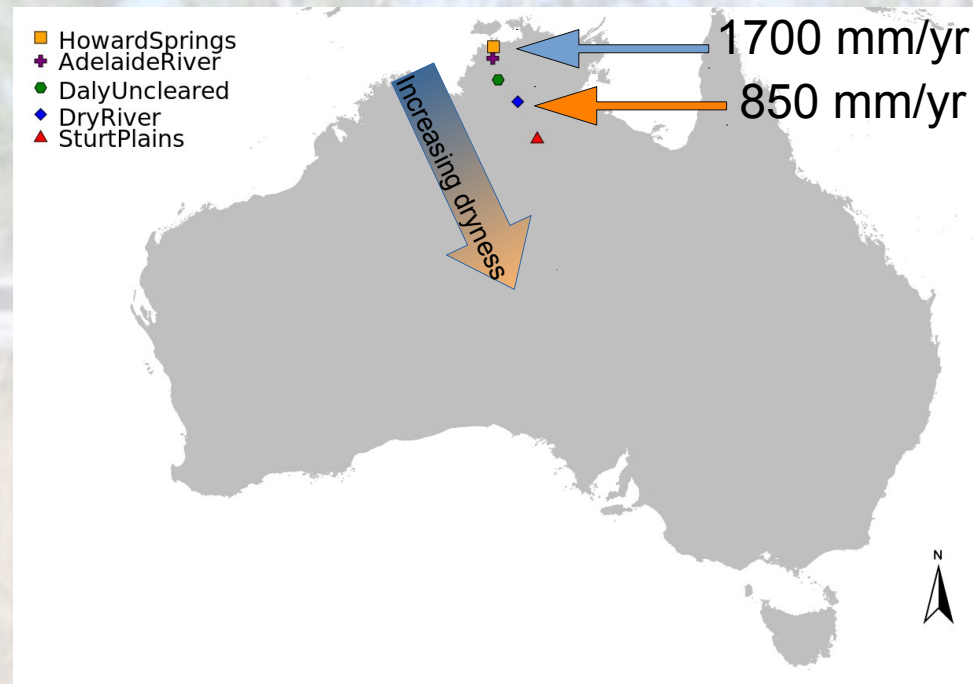 HowardSprings
AdelaideRiver
DalyUncleared
DryRiver
SturtPlains
1700 mm/yr
850 mm/yr
Increasing dryness
N